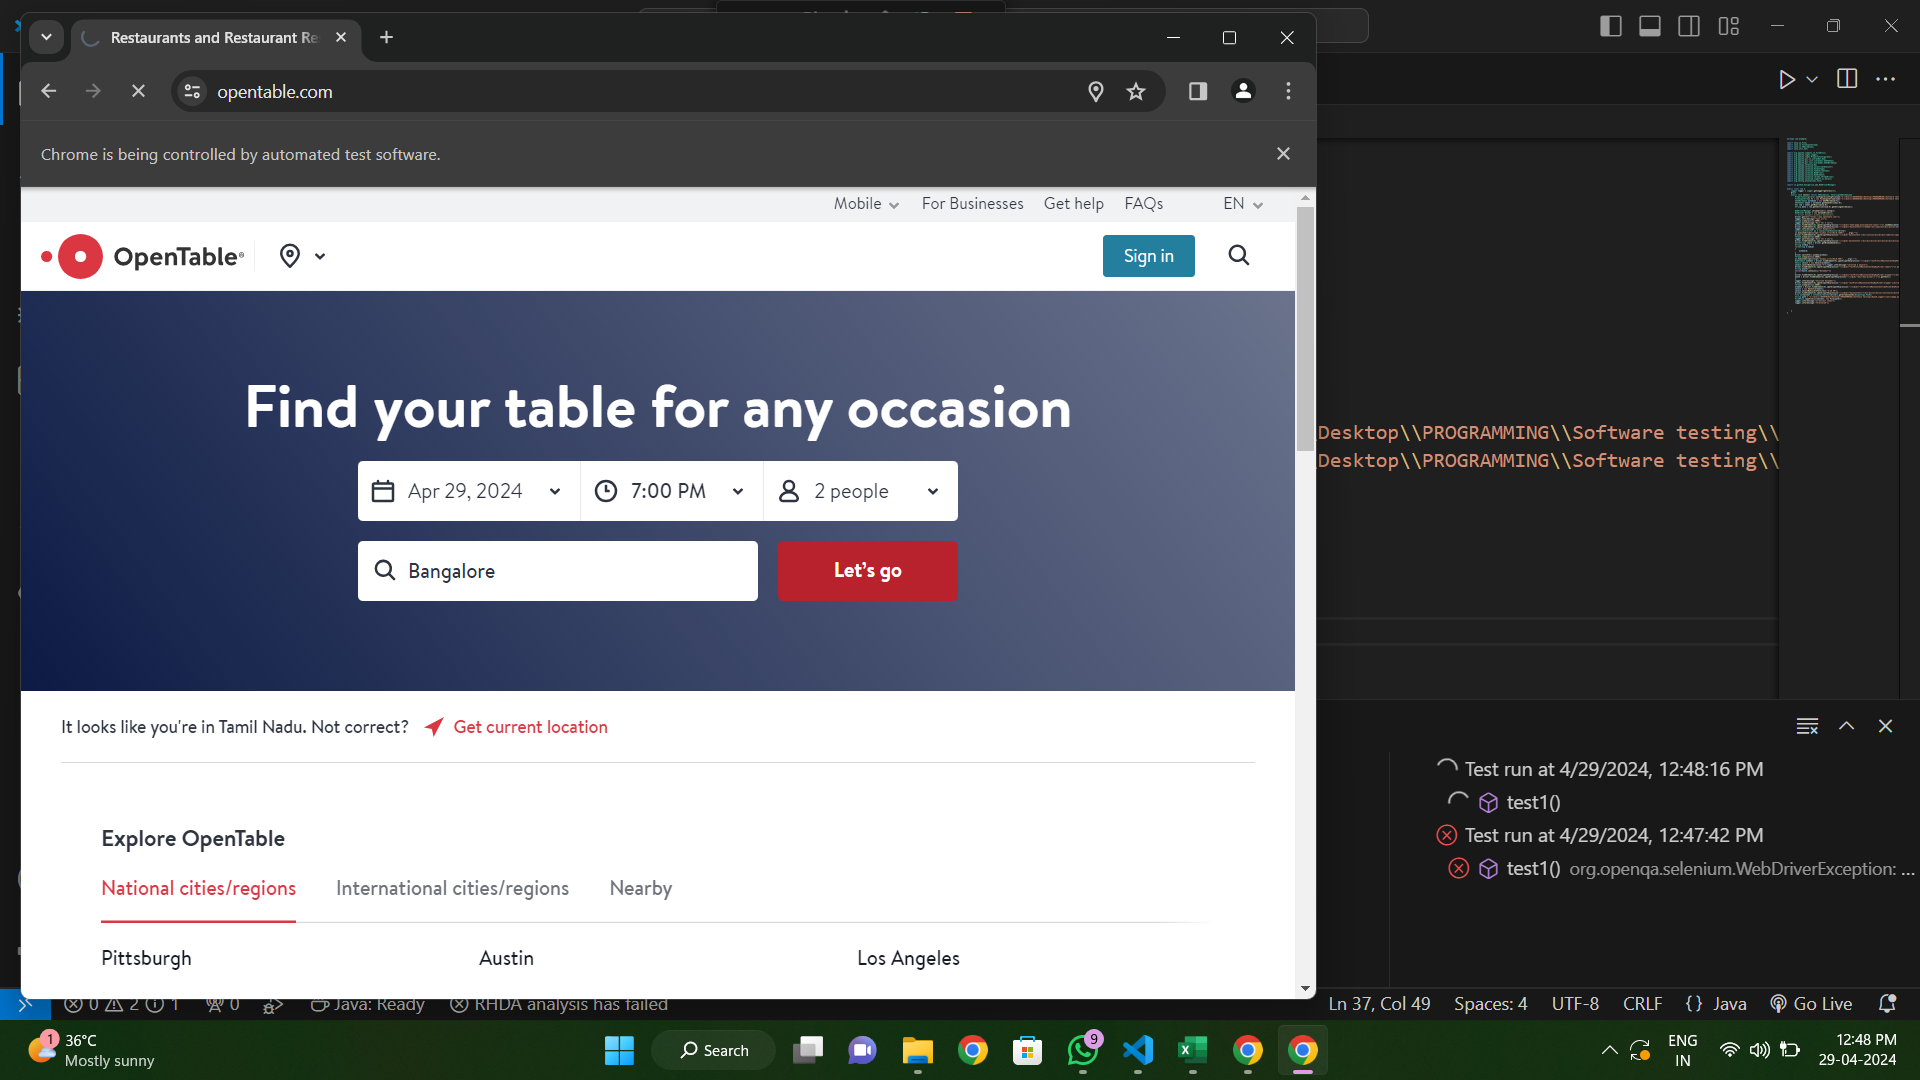 Restaurants and Restaurant Re
opentable.com
Chrome is being controlled by automated test software.
Mobile For Businesses Get help FAQs EN
OpenTable
Sign in
Find your table for any occasion
Apr 29, 2024 7:00 PM 2 people
Bangalore Let's go
It looks like you're in Tamil Nadu. Not correct? Get current location
Explore OpenTable
National cities/regions International cities/regions Nearby
Pittsburgh Austin Los Angeles
Desktop\\PROGRAMMING\\Software testing\\
Desktop\\PROGRAMMING\\Software testing\\
Test run at 4/29/2024, 12:48:16 PM
test1()
Test run at 4/29/2024, 12:47:42 PM
test1() org.openqa.selenium.WebDriverException: ...
0 2 1 0 Java: Ready RHDA analysis has failed Ln 37, Col 49 Spaces: 4 UTF-8 CRLF {} Java Go Live
1
36°C
Mostly sunny
Search
9
ENG
IN
12:48 PM
29-04-2024